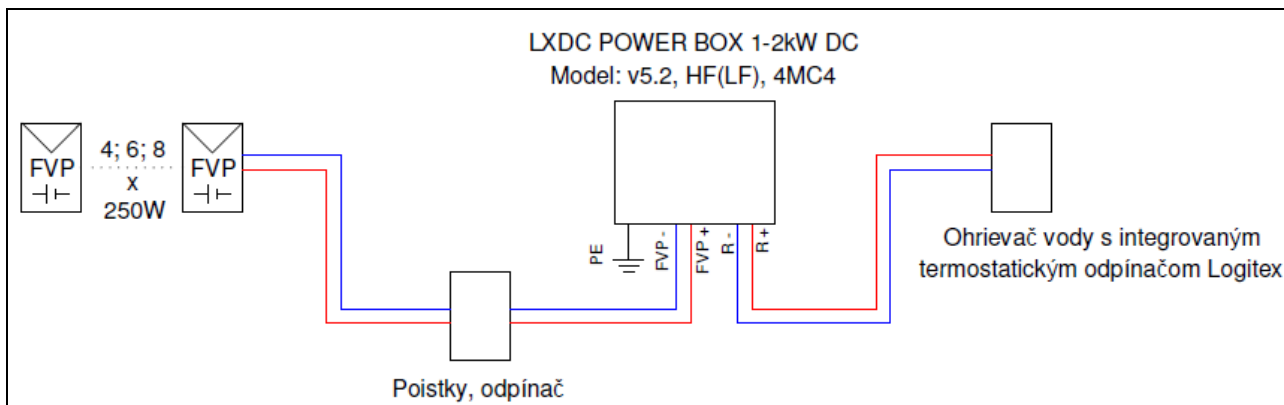 LXDC POWER BOX 1-2kW DC
Model: v5.2, HF(LF), 4MC4
FVP
4; 6; 8
x
250W
FVP
PE
FVP -
FVP +
R -
R +
Ohrievač vody s integrovaným
termostatickým odpínačom Logitex
Poistky, odpínač